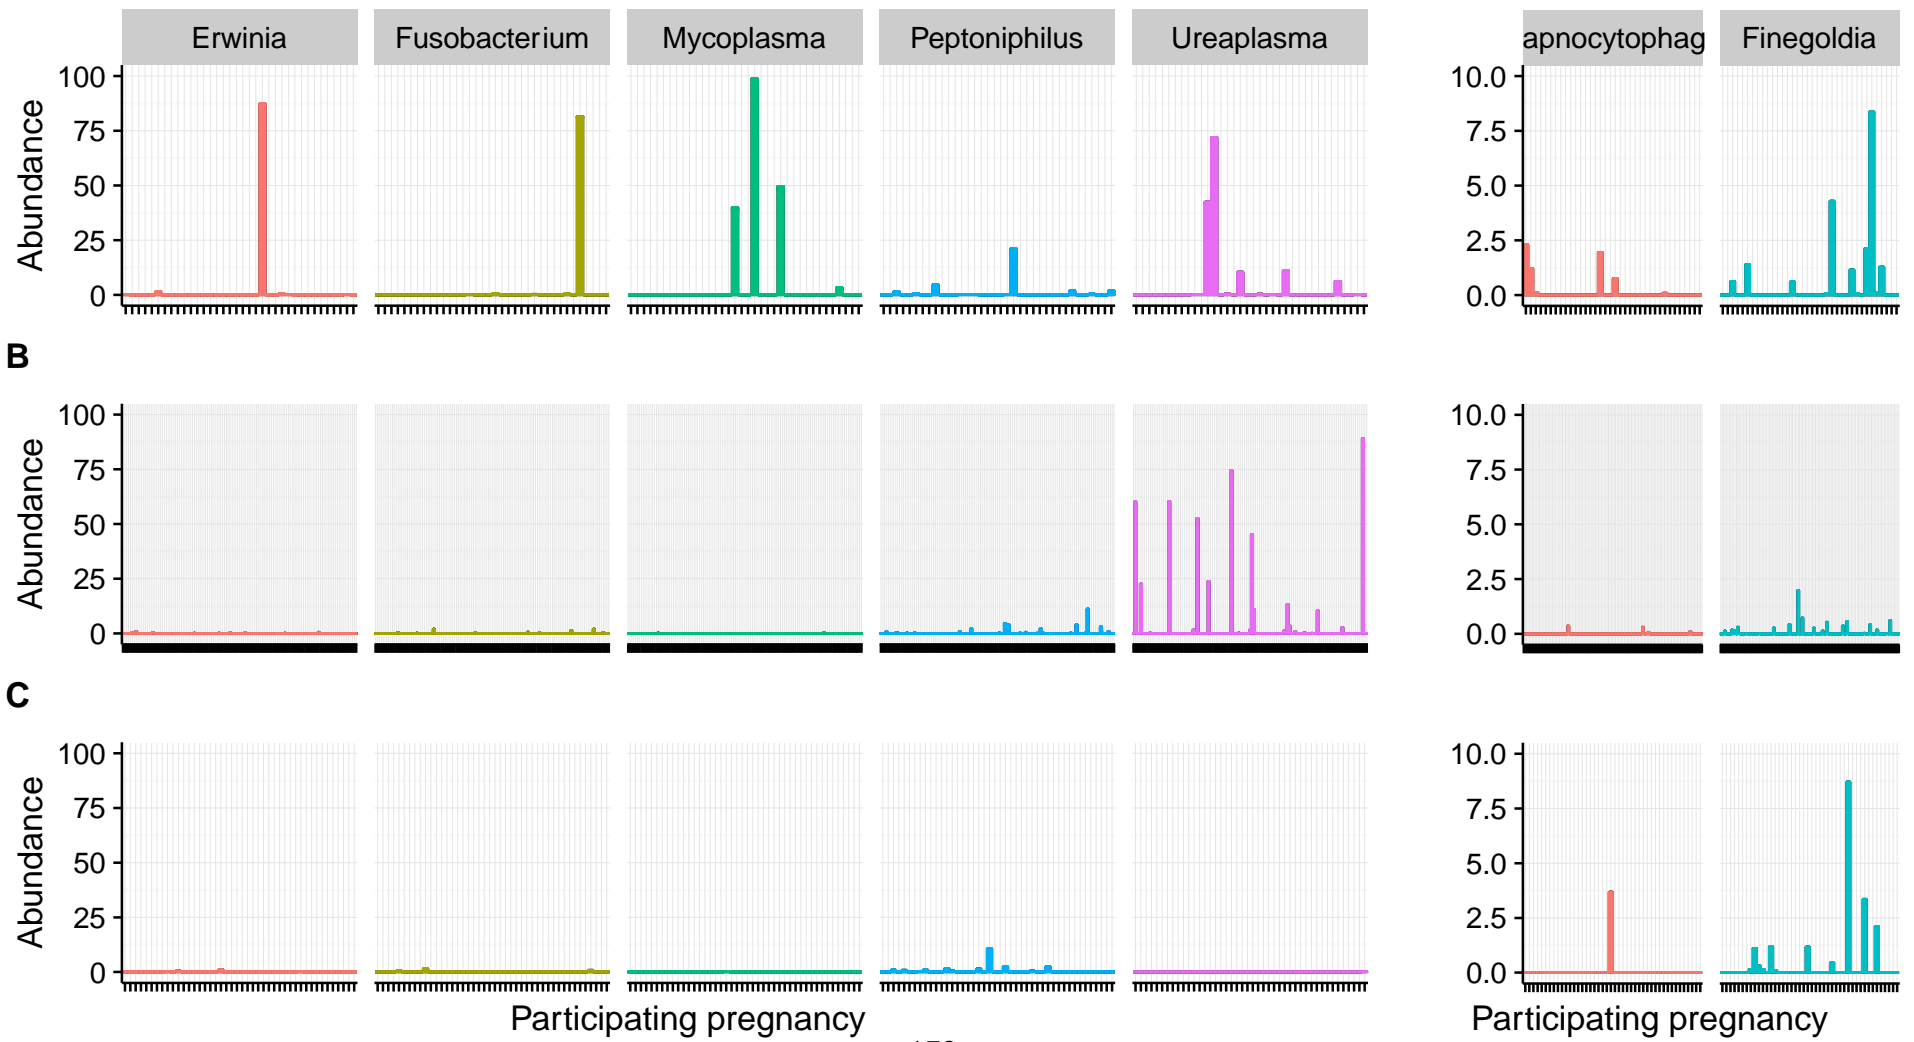 Erwinia Fusobacterium Mycoplasma Peptoniphilus Ureaplasma apnocytophag Finegoldia
100 10.0
75 7.5
50 5.0
25 2.5
0 0.0
Abundance
B
100 10.0
75 7.5
50 5.0
25 2.5
0 0.0
Abundance
C
100 10.0
75 7.5
50 5.0
25 2.5
0 0.0
Abundance
Participating pregnancy Participating pregnancy